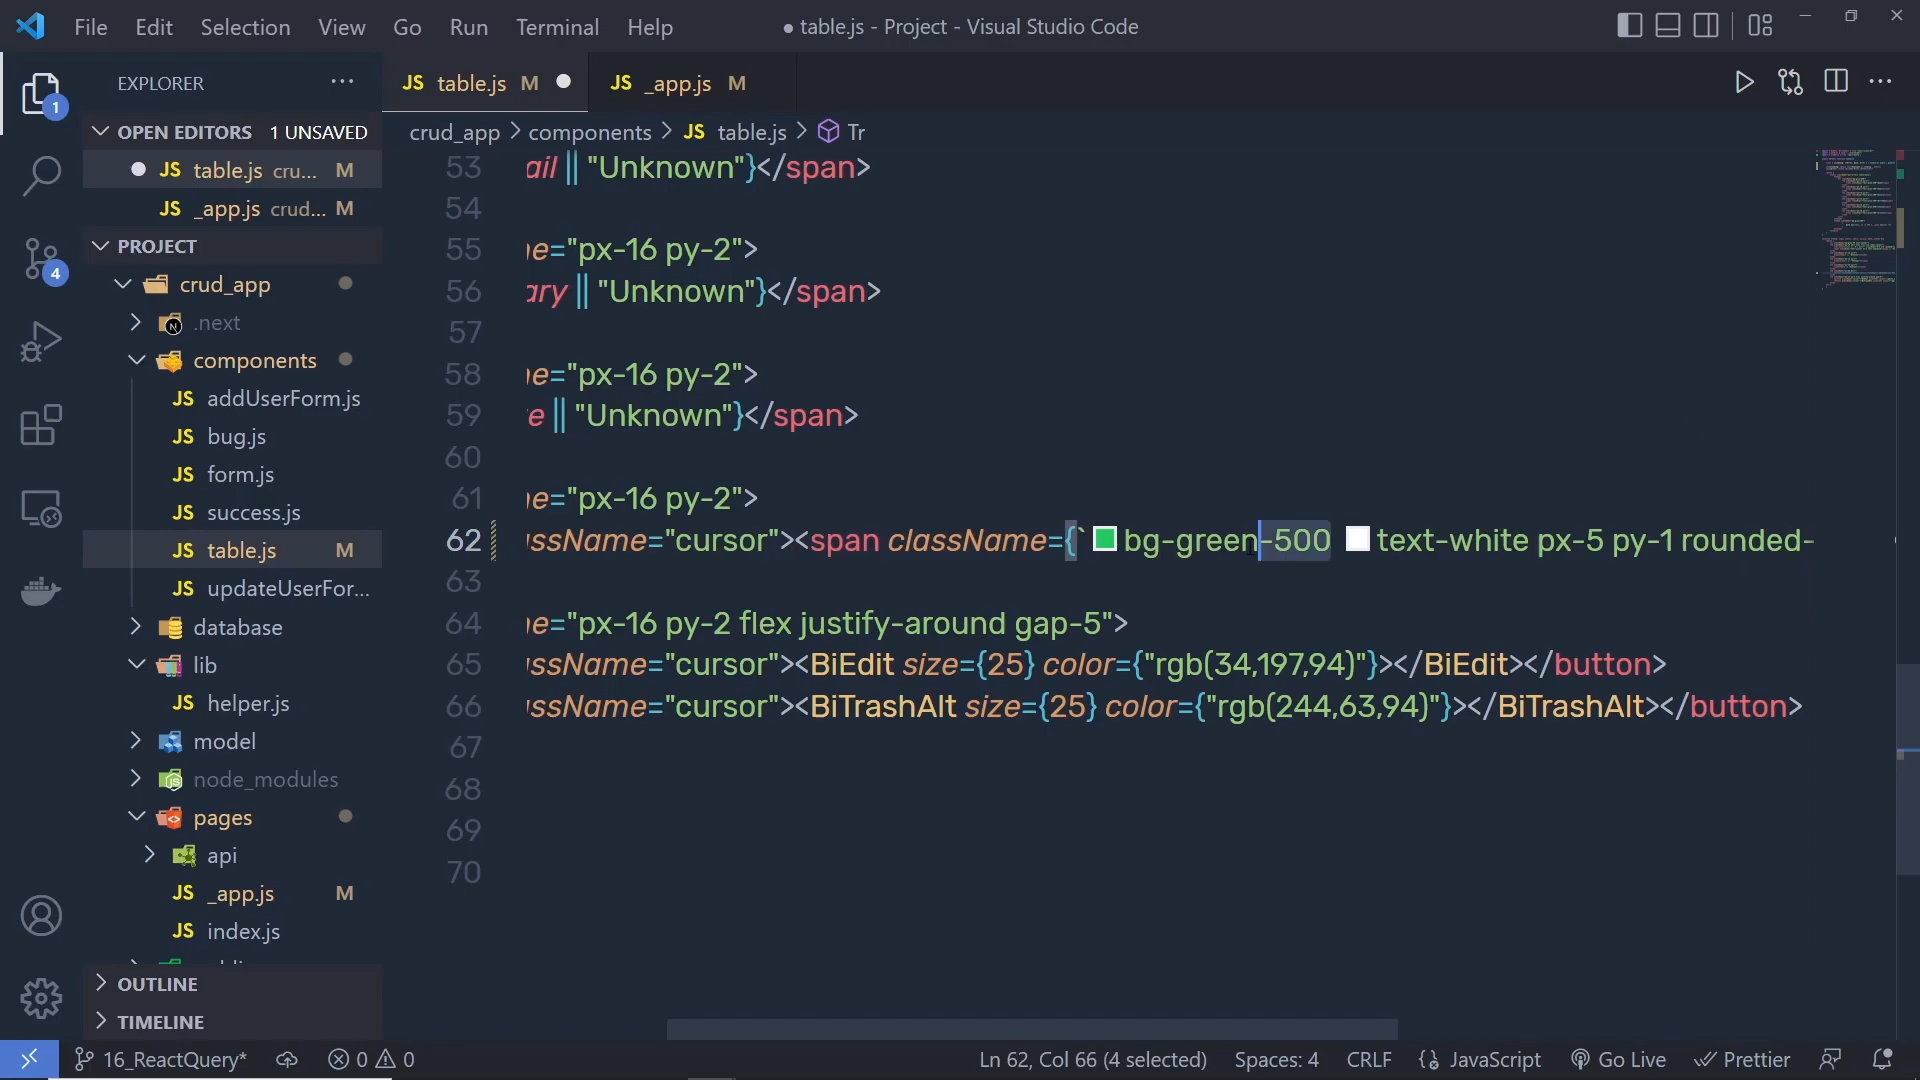 File Edit Selection View Go Run Terminal Help
● table.js - Project - Visual Studio Code
EXPLORER
JS table.js M
JS _app.js M
1
OPEN EDITORS 1 UNSAVED
crud_app > components > JS table.js > Tr
JS table.js cru... M
JS _app.js crud... M
PROJECT
4
crud_app
.next
components
JS addUserForm.js
JS bug.js
JS form.js
JS success.js
JS table.js M
JS updateUserFor...
database
lib
JS helper.js
model
node_modules
pages
api
JS _app.js M
JS index.js
OUTLINE
TIMELINE
53 ail || "Unknown"}</span>
54
55 e="px-16 py-2">
56 ary || "Unknown"}</span>
57
58 e="px-16 py-2">
59 e || "Unknown"}</span>
60
61 e="px-16 py-2">
62 ssName="cursor"><span className={` bg-green-500 text-white px-5 py-1 rounded-
63
64 e="px-16 py-2 flex justify-around gap-5">
65 ssName="cursor"><BiEdit size={25} color={"rgb(34,197,94)"}></BiEdit></button>
66 ssName="cursor"><BiTrashAlt size={25} color={"rgb(244,63,94)"}></BiTrashAlt></button>
67
68
69
70
16_ReactQuery* 0 0
Ln 62, Col 66 (4 selected) Spaces: 4 CRLF JavaScript Go Live Prettier